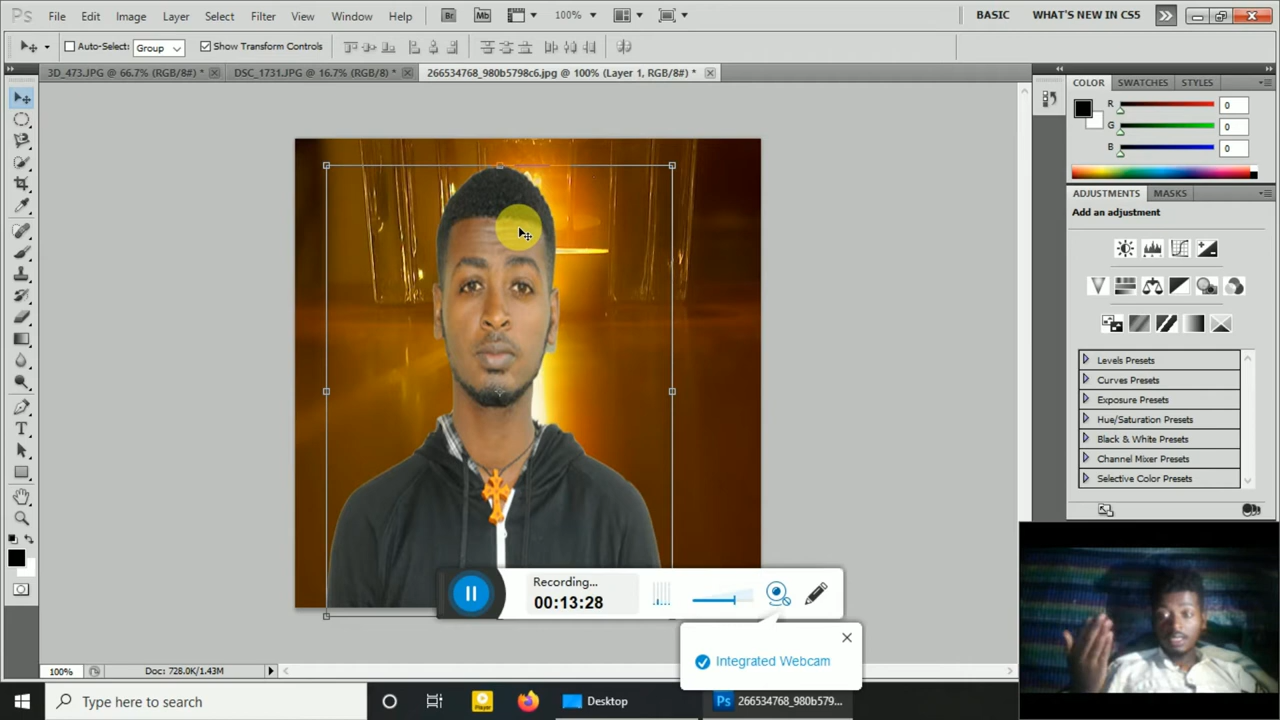 Ps File Edit Image Layer Select Filter View Window Help Br Mb 100% BASIC WHAT'S NEW IN CS5
Auto-Select: Group Show Transform Controls
3D_473.JPG @ 66.7% (RGB/8#) * DSC_1731.JPG @ 16.7% (RGB/8) * 266534768_980b5798c6.jpg @ 100% (Layer 1, RGB/8#) *
COLOR SWATCHES STYLES
R 0
G 0
B 0
ADJUSTMENTS MASKS
Add an adjustment
Levels Presets
Curves Presets
Exposure Presets
Hue/Saturation Presets
Black & White Presets
Channel Mixer Presets
Selective Color Presets
Recording...
00:13:28
Integrated Webcam
100% Doc: 728.0K/1.43M
Type here to search Player Desktop Ps 266534768_980b579...